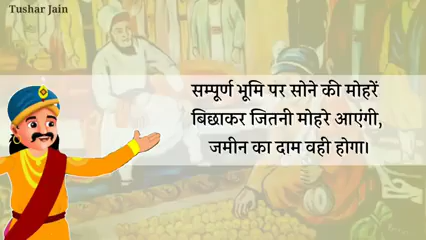 Tushar Jain
सम्पूर्ण भूमि पर सोने की मोहरें
बिछाकर जितनी मोहरे आएंगी,
जमीन का दाम वही होगा।